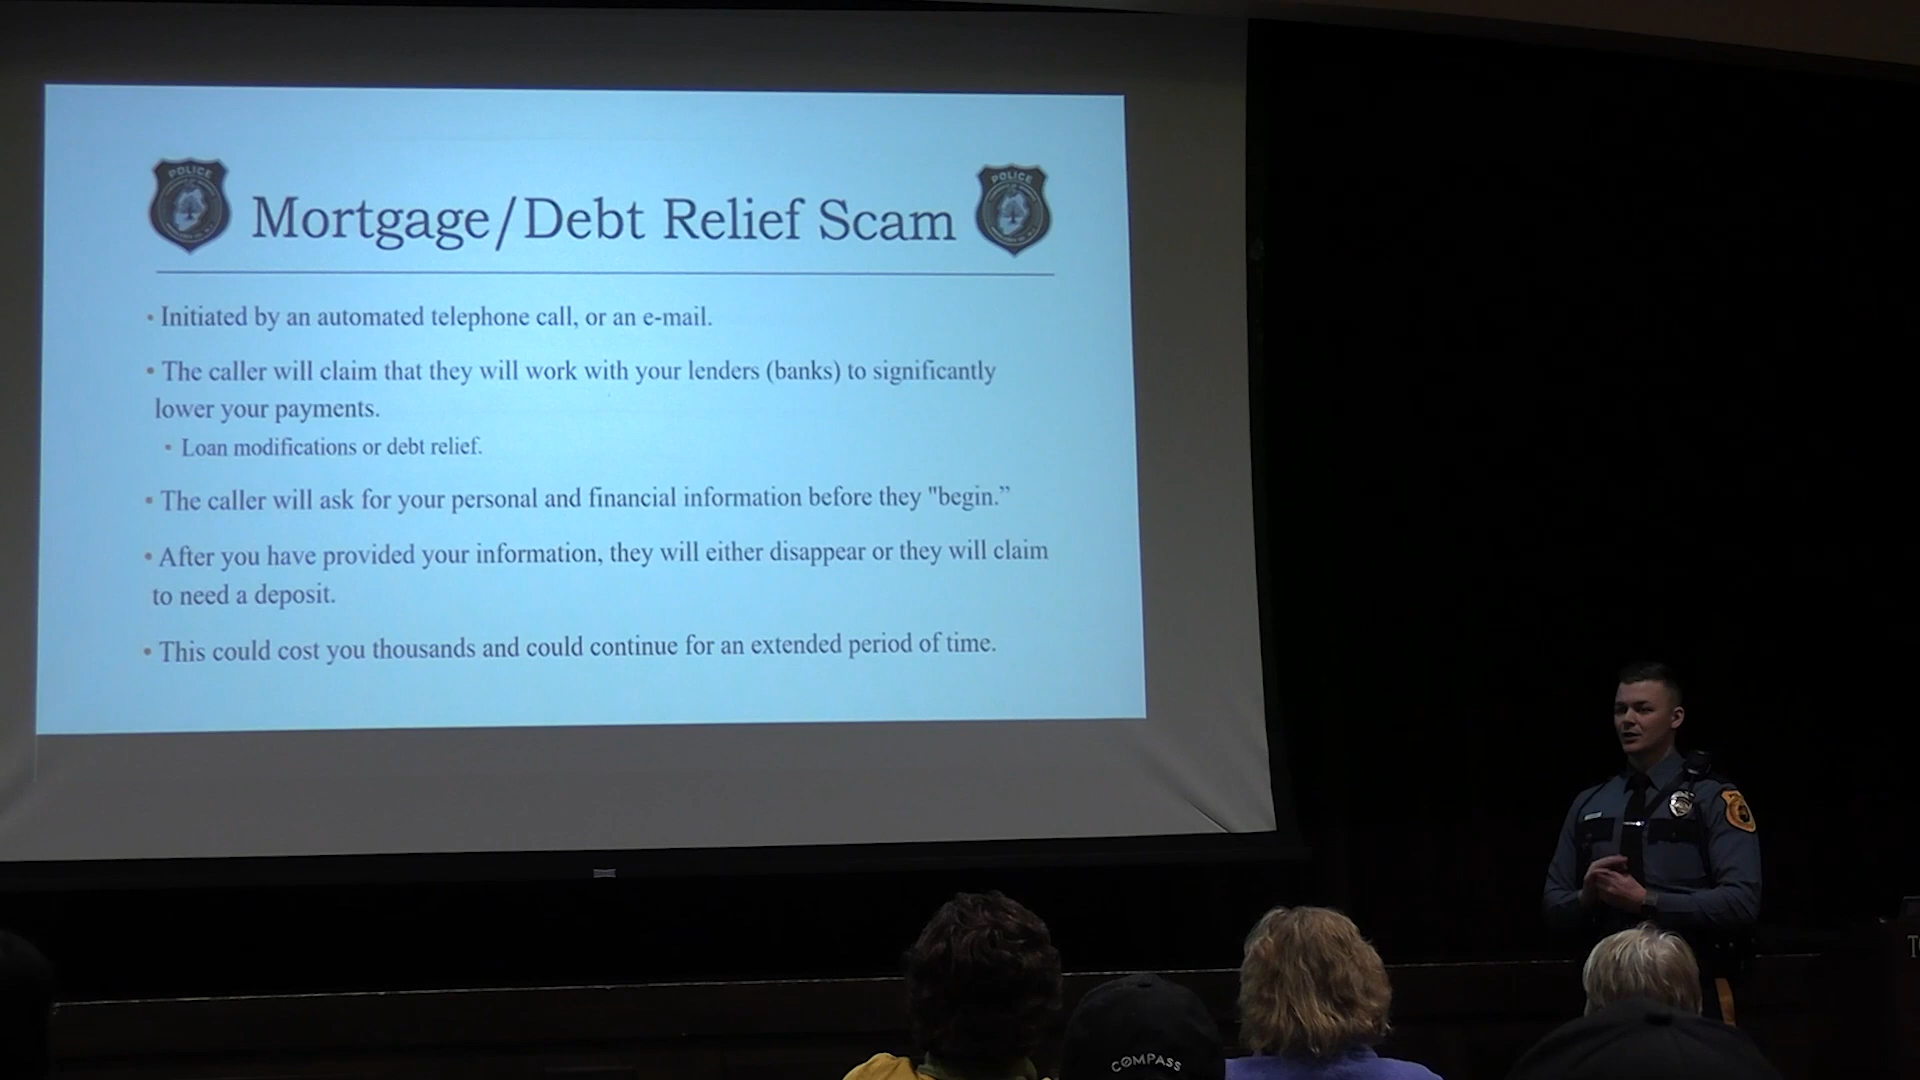 POLICE
POLICE
Mortgage/Debt Relief Scam
• Initiated by an automated telephone call, or an e-mail.
• The caller will claim that they will work with your lenders (banks) to significantly
lower your payments.
• Loan modifications or debt relief.
• The caller will ask for your personal and financial information before they "begin.”
• After you have provided your information, they will either disappear or they will claim
to need a deposit.
• This could cost you thousands and could continue for an extended period of time.
COMPASS